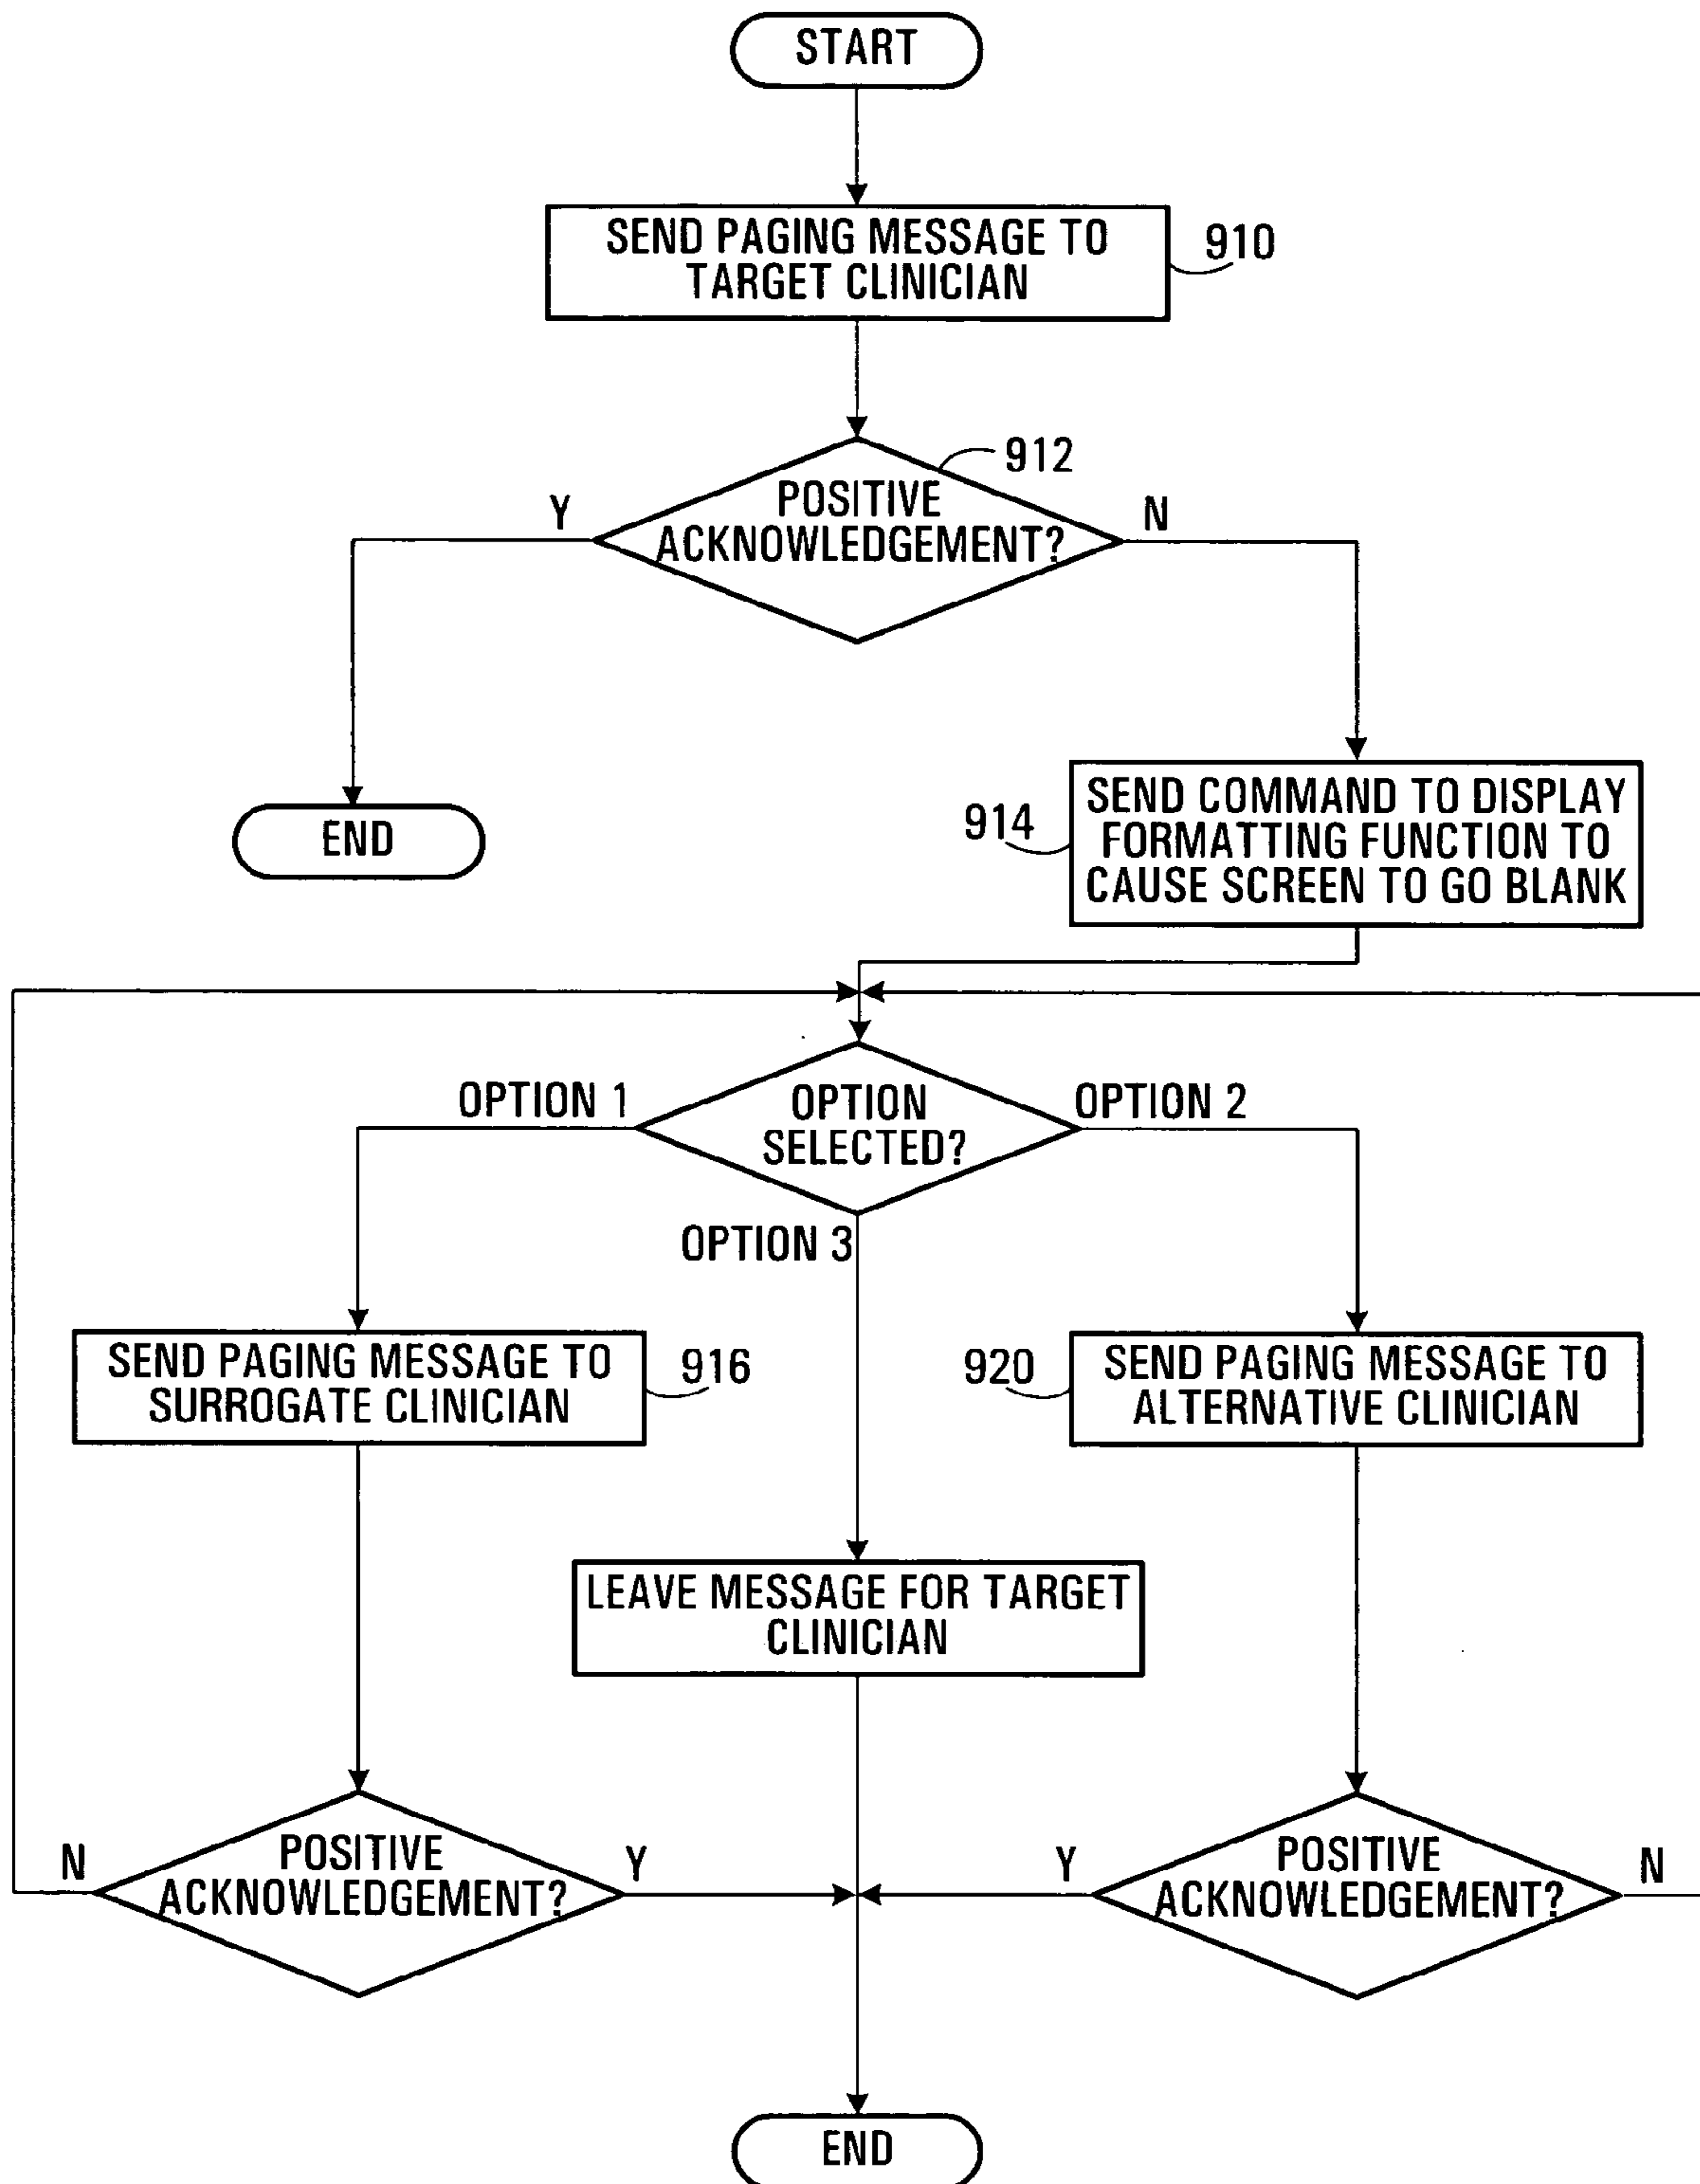 START
SEND PAGING MESSAGE TO
TARGET CLINICIAN
910
912
POSITIVE
ACKNOWLEDGEMENT?
Y
N
END
914
SEND COMMAND TO DISPLAY
FORMATTING FUNCTION TO
CAUSE SCREEN TO GO BLANK
OPTION 1
OPTION
SELECTED?
OPTION 2
OPTION 3
SEND PAGING MESSAGE TO
SURROGATE CLINICIAN
916
920
SEND PAGING MESSAGE TO
ALTERNATIVE CLINICIAN
LEAVE MESSAGE FOR TARGET
CLINICIAN
N
POSITIVE
ACKNOWLEDGEMENT?
Y
Y
POSITIVE
ACKNOWLEDGEMENT?
N
END